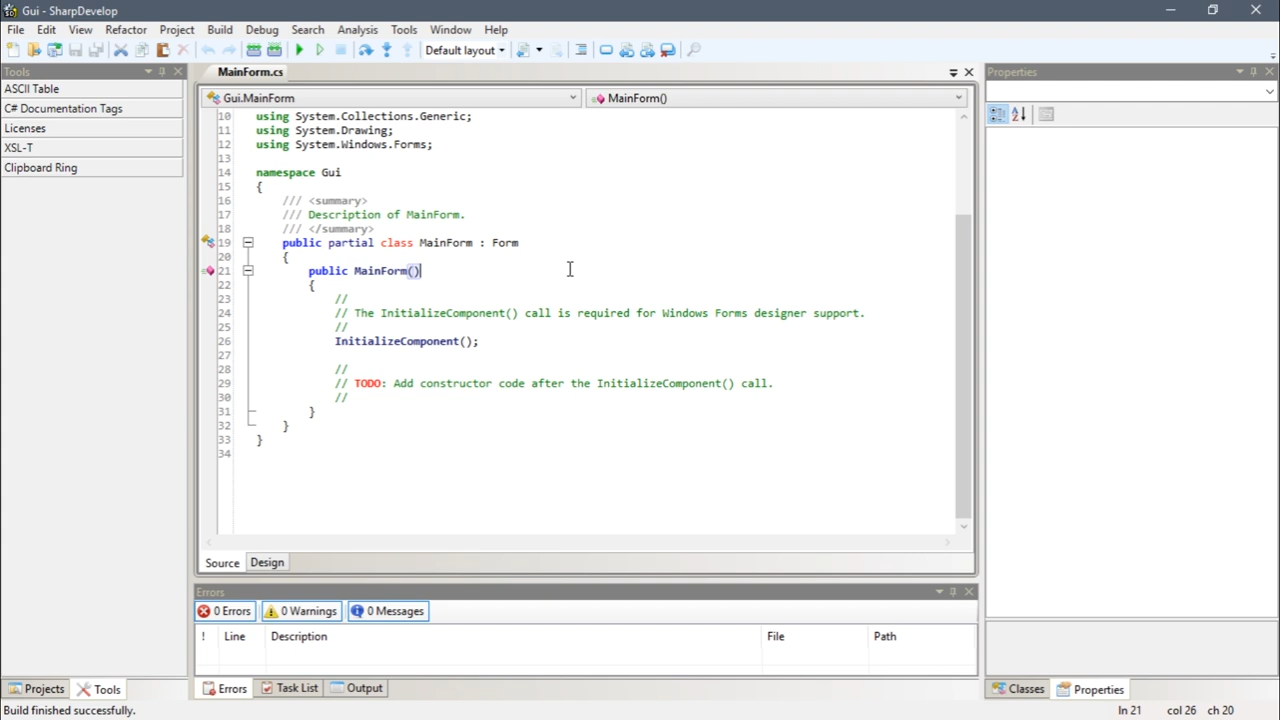 Gui - SharpDevelop
File Edit View Refactor Project Build Debug Search Analysis Tools Window Help
Default layout
Tools
ASCII Table
C# Documentation Tags
Licenses
XSL-T
Clipboard Ring
MainForm.cs
Gui.MainForm
MainForm()
10 using System.Collections.Generic;
11 using System.Drawing;
12 using System.Windows.Forms;
13
14 namespace Gui
15 {
16 /// <summary>
17 /// Description of MainForm.
18 /// </summary>
19 public partial class MainForm : Form
20 {
21 public MainForm()
22 {
23 //
24 // The InitializeComponent() call is required for Windows Forms designer support.
25 //
26 InitializeComponent();
27
28 //
29 // TODO: Add constructor code after the InitializeComponent() call.
30 //
31 }
32 }
33 }
34
Source Design
Errors
0 Errors 0 Warnings 0 Messages
! Line Description File Path
Errors Task List Output
Properties
Projects Tools
Classes Properties
Build finished successfully.
ln 21 col 26 ch 20